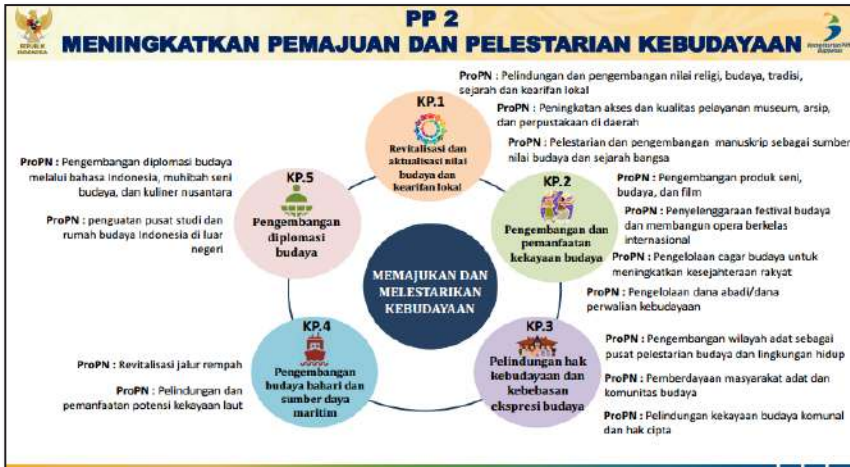 PP 2
MENINGKATKAN PEMAJUAN DAN PELESTARIAN KEBUDAYAAN
KP.1
Revitalisasi dan
aktualisasi nilai
budaya dan
kearifan lokal
ProPN : Pelindungan dan pengembangan nilai religi, budaya, tradisi,
sejarah dan kearifan lokal
ProPN : Peningkatan akses dan kualitas pelayanan museum, arsip,
dan perpustakaan di daerah
ProPN : Pelestarian dan pengembangan manuskrip sebagai sumber
nilai budaya dan sejarah bangsa
KP.2
Pengembangan dan
pemanfaatan
kekayaan budaya
ProPN : Pengembangan produk seni,
budaya, dan film
ProPN : Penyelenggaraan festival budaya
dan membangun opera berkelas
internasional
ProPN : Pengelolaan cagar budaya untuk
meningkatkan kesejahteraan rakyat
ProPN : Pengelolaan dana abadi/dana
perwalian kebudayaan
KP.3
Pelindungan hak
kebudayaan dan
kebebasan
ekspresi budaya
ProPN : Pengembangan wilayah adat sebagai
pusat pelestarian budaya dan lingkungan hidup
ProPN : Pemberdayaan masyarakat adat dan
komunitas budaya
ProPN : Pelindungan kekayaan budaya komunal
dan hak cipta
KP.4
Pengembangan
budaya bahari dan
sumber daya
maritim
ProPN : Revitalisasi jalur rempah
ProPN : Pelindungan dan
pemanfaatan potensi kekayaan laut
KP.5
Pengembangan
diplomasi
budaya
ProPN : Pengembangan diplomasi budaya
melalui bahasa Indonesia, muhibah seni
budaya, dan kuliner nusantara
ProPN : penguatan pusat studi dan
rumah budaya Indonesia di luar
negeri
MEMAJUKAN DAN
MELESTARIKAN
KEBUDAYAAN